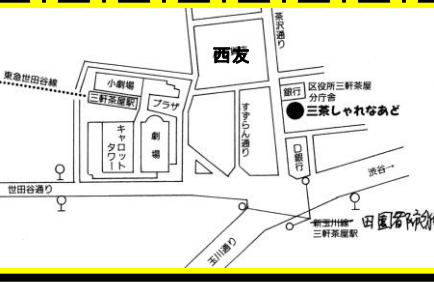 西友
茶沢通り
東急世田谷線
小劇場
三軒茶屋駅
プラザ
銀行
区役所三軒茶屋
分庁舎
三茶しゃれなあど
すずらん通り
キャロット
タワー
劇場
口銀行
渋谷→
世田谷通り
玉川通り
新玉川線
三軒茶屋駅
田園都市線